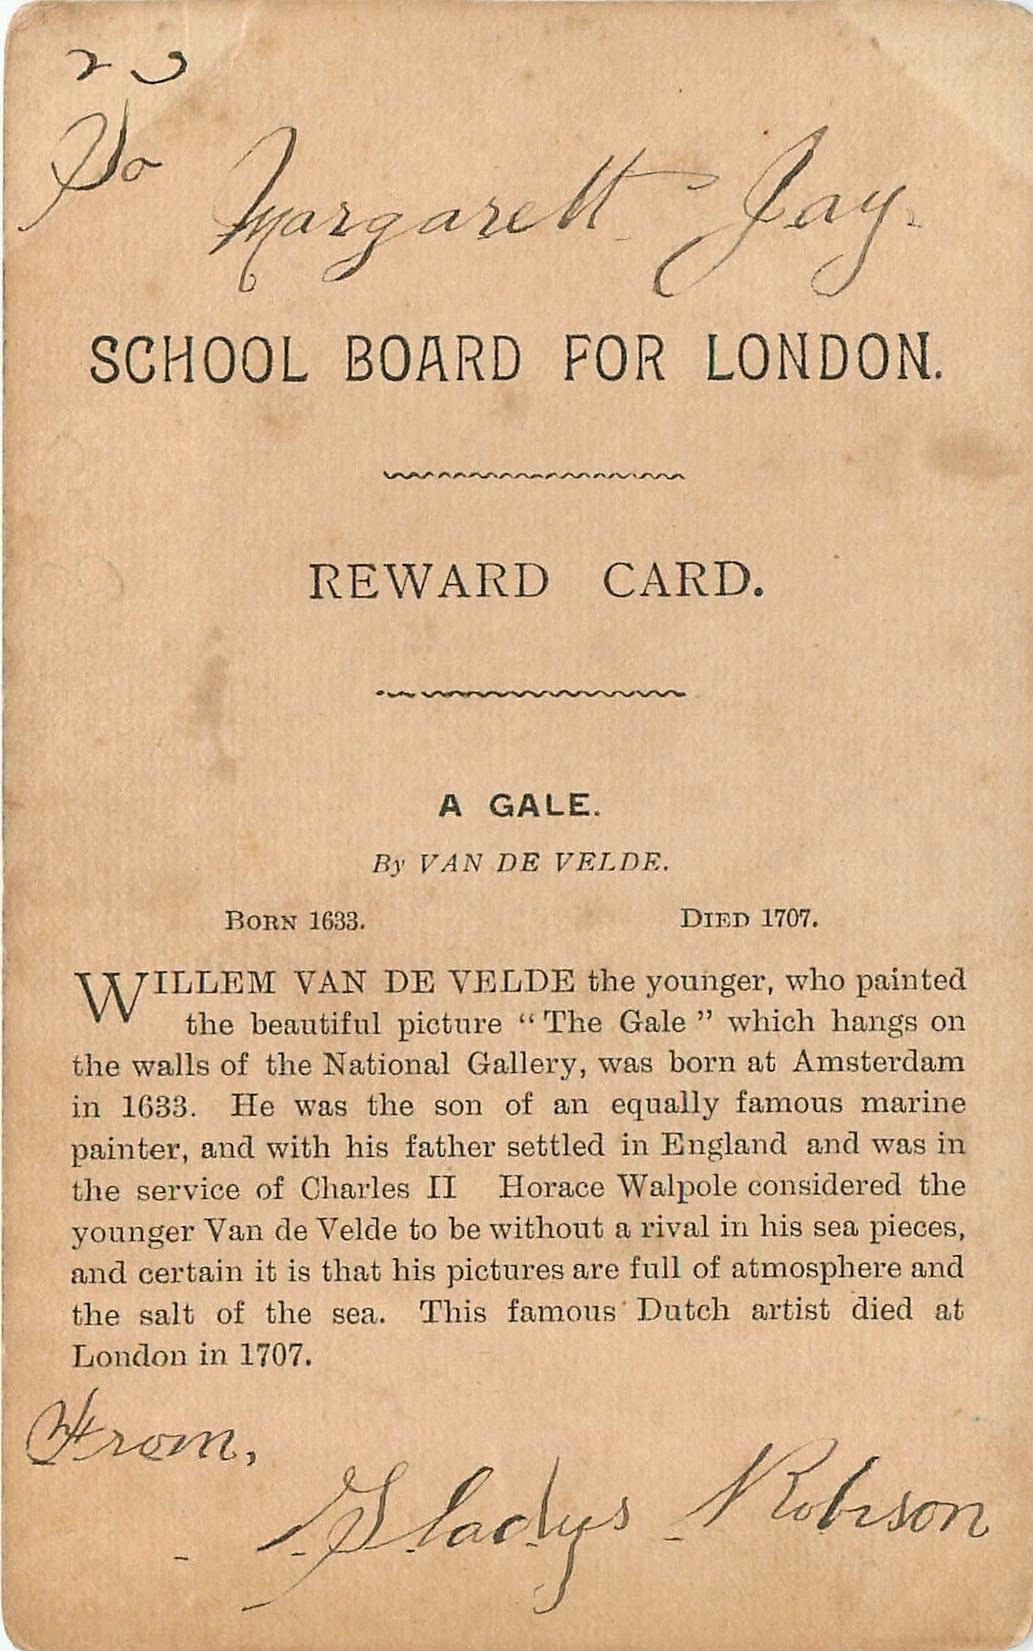 To Margarett Jay.
SCHOOL BOARD FOR LONDON.
REWARD CARD.
A GALE.
By VAN DE VELDE.
BORN 1633. DIED 1707.
WILLEM VAN DE VELDE the younger, who painted
the beautiful picture “The Gale” which hangs on
the walls of the National Gallery, was born at Amsterdam
in 1633. He was the son of an equally famous marine
painter, and with his father settled in England and was in
the service of Charles II Horace Walpole considered the
younger Van de Velde to be without a rival in his sea pieces,
and certain it is that his pictures are full of atmosphere and
the salt of the sea. This famous Dutch artist died at
London in 1707.
From,
Gladys Robson